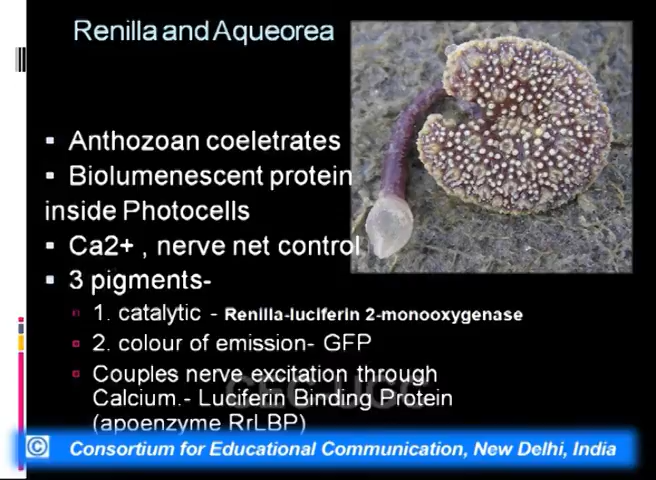 Renilla and Aqueorea
▪ Anthozoan coeletrates
▪ Biolumenescent protein
inside Photocells
▪ Ca2+ , nerve net control
▪ 3 pigments-
1. catalytic - Renilla-luciferin 2-monooxygenase
2. colour of emission- GFP
Couples nerve excitation through
Calcium.- Luciferin Binding Protein
(apoenzyme RrLBP)
CEC UGC
© Consortium for Educational Communication, New Delhi, India